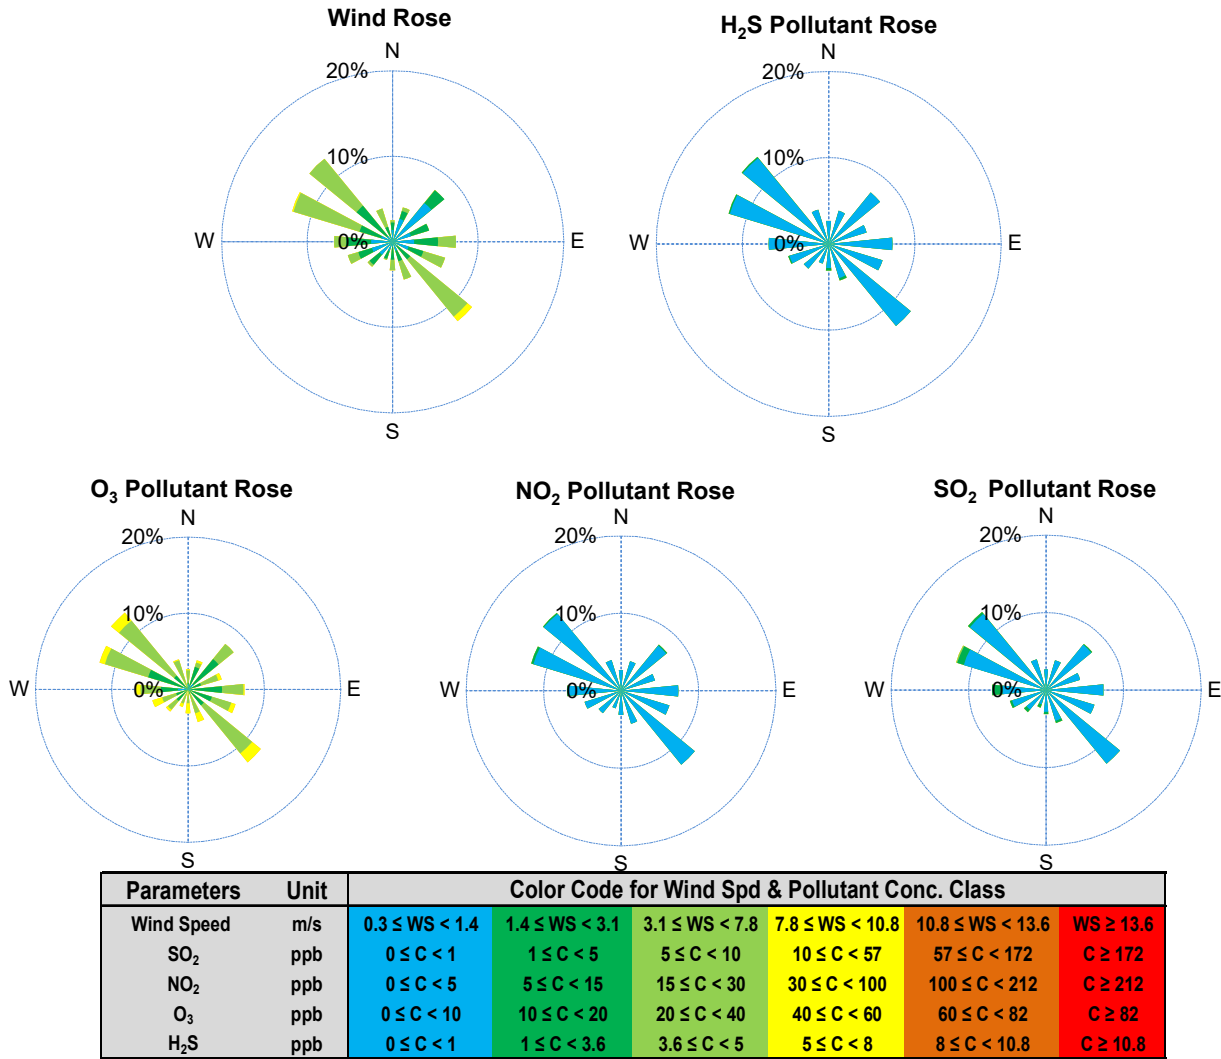 Wind Rose
H₂S Pollutant Rose
N
N
20%
20%
10%
10%
W
0%
E
W
0%
E
S
S
O₃ Pollutant Rose
NO₂ Pollutant Rose
SO₂ Pollutant Rose
N
N
N
20%
20%
20%
10%
10%
10%
W
0%
E
W
0%
E
W
0%
E
S
S
S
Parameters Unit Color Code for Wind Spd & Pollutant Conc. Class
Wind Speed m/s 0.3 ≤ WS < 1.4 1.4 ≤ WS < 3.1 3.1 ≤ WS < 7.8 7.8 ≤ WS < 10.8 10.8 ≤ WS < 13.6 WS ≥ 13.6
SO₂ ppb 0 ≤ C < 1 1 ≤ C < 5 5 ≤ C < 10 10 ≤ C < 57 57 ≤ C < 172 C ≥ 172
NO₂ ppb 0 ≤ C < 5 5 ≤ C < 15 15 ≤ C < 30 30 ≤ C < 100 100 ≤ C < 212 C ≥ 212
O₃ ppb 0 ≤ C < 10 10 ≤ C < 20 20 ≤ C < 40 40 ≤ C < 60 60 ≤ C < 82 C ≥ 82
H₂S ppb 0 ≤ C < 1 1 ≤ C < 3.6 3.6 ≤ C < 5 5 ≤ C < 8 8 ≤ C < 10.8 C ≥ 10.8